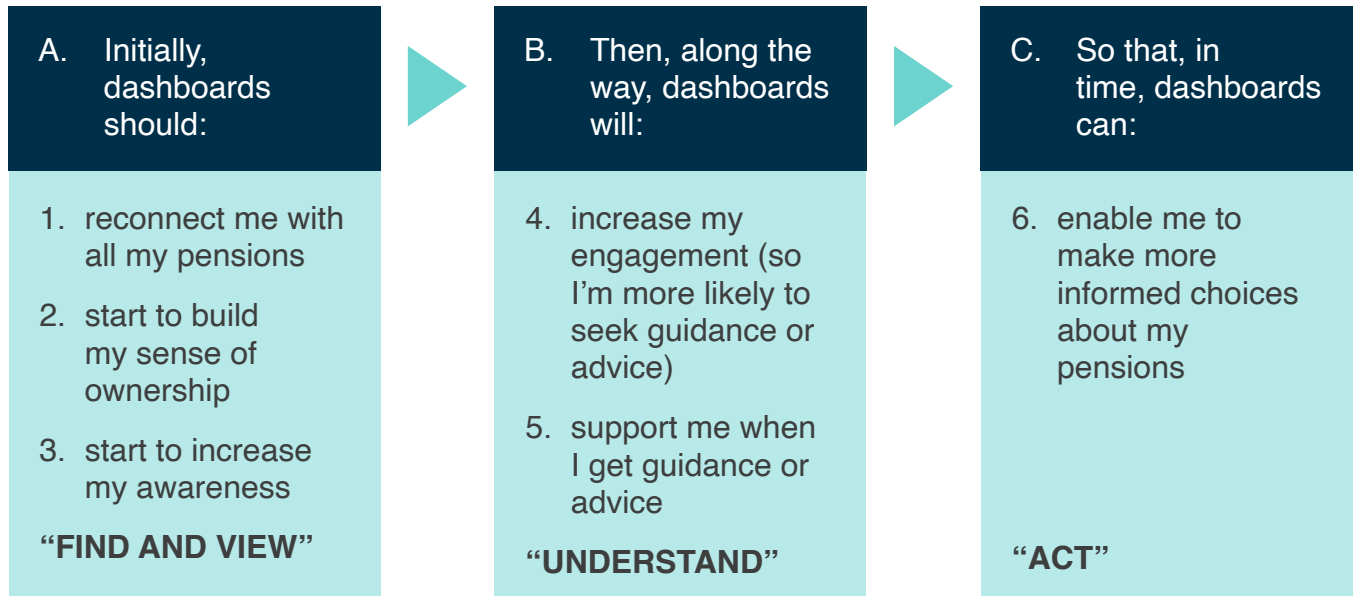 A. Initially,
dashboards
should:
1. reconnect me with
all my pensions
2. start to build
my sense of
ownership
3. start to increase
my awareness
“FIND AND VIEW”
B. Then, along the
way, dashboards
will:
4. increase my
engagement (so
I’m more likely to
seek guidance or
advice)
5. support me when
I get guidance or
advice
“UNDERSTAND”
C. So that, in
time, dashboards
can:
6. enable me to
make more
informed choices
about my
pensions
“ACT”